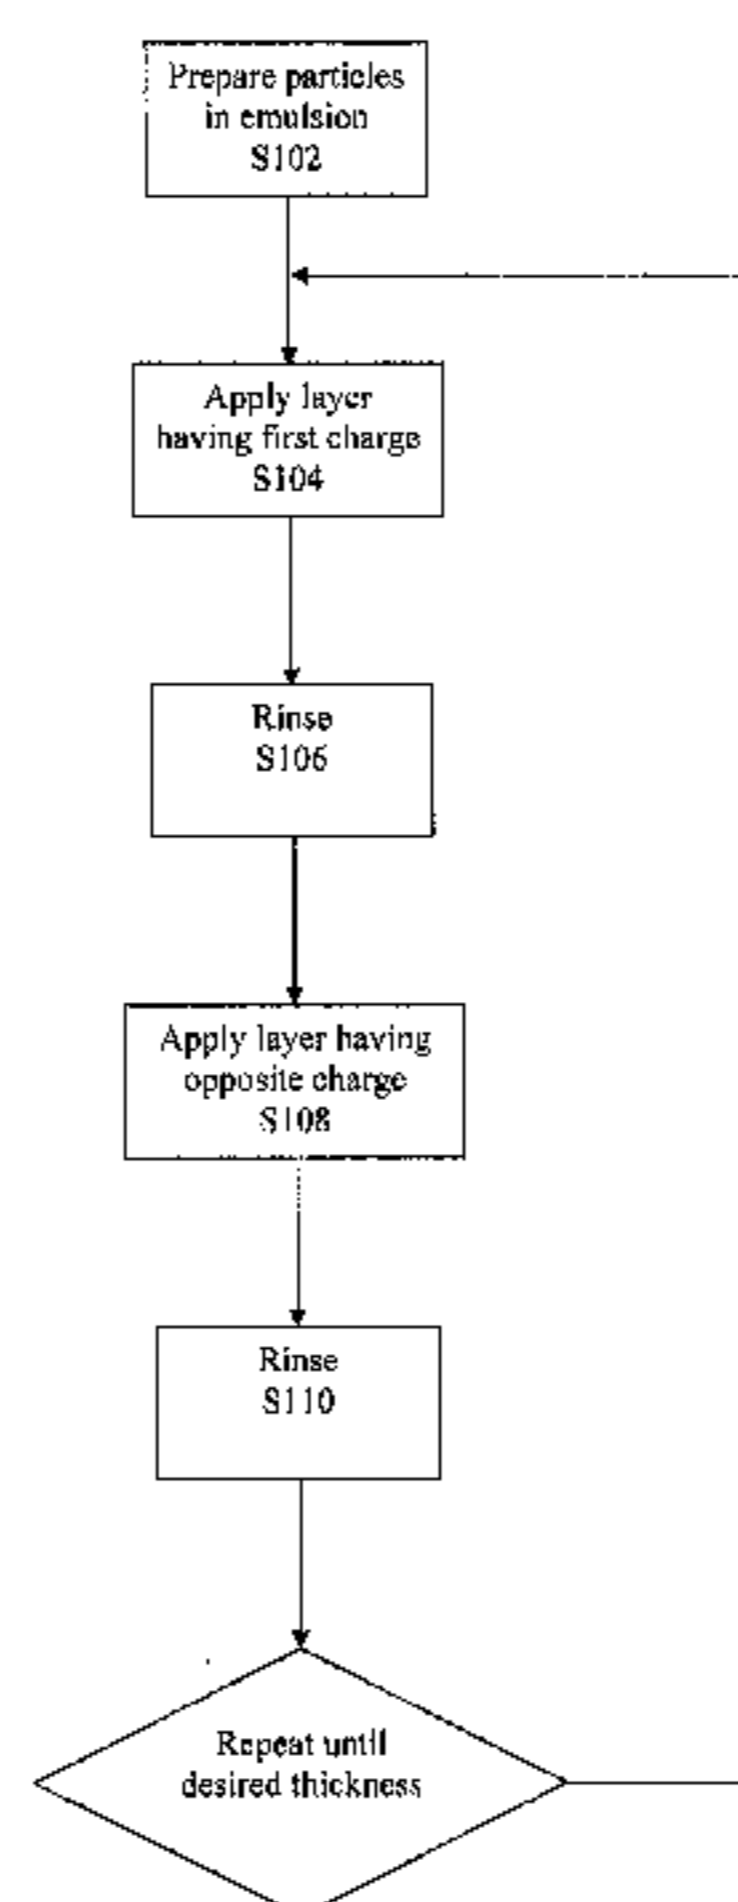 Prepare particles
in emulsion
S102
Apply layer
having first charge
S104
Rinse
S106
Apply layer having
opposite charge
S108
Rinse
S110
Repeat until
desired thickness